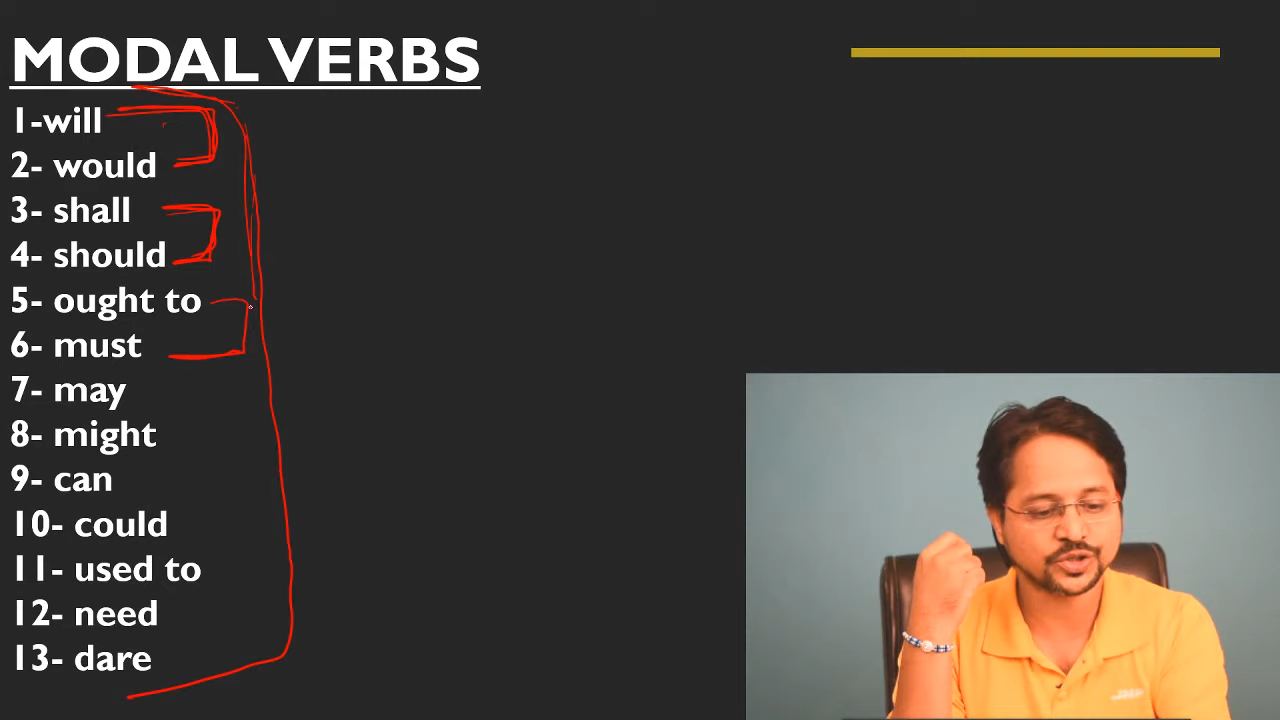 MODAL VERBS
1-will
2- would
3- shall
4- should
5- ought to
6- must
7- may
8- might
9- can
10- could
11- used to
12- need
13- dare